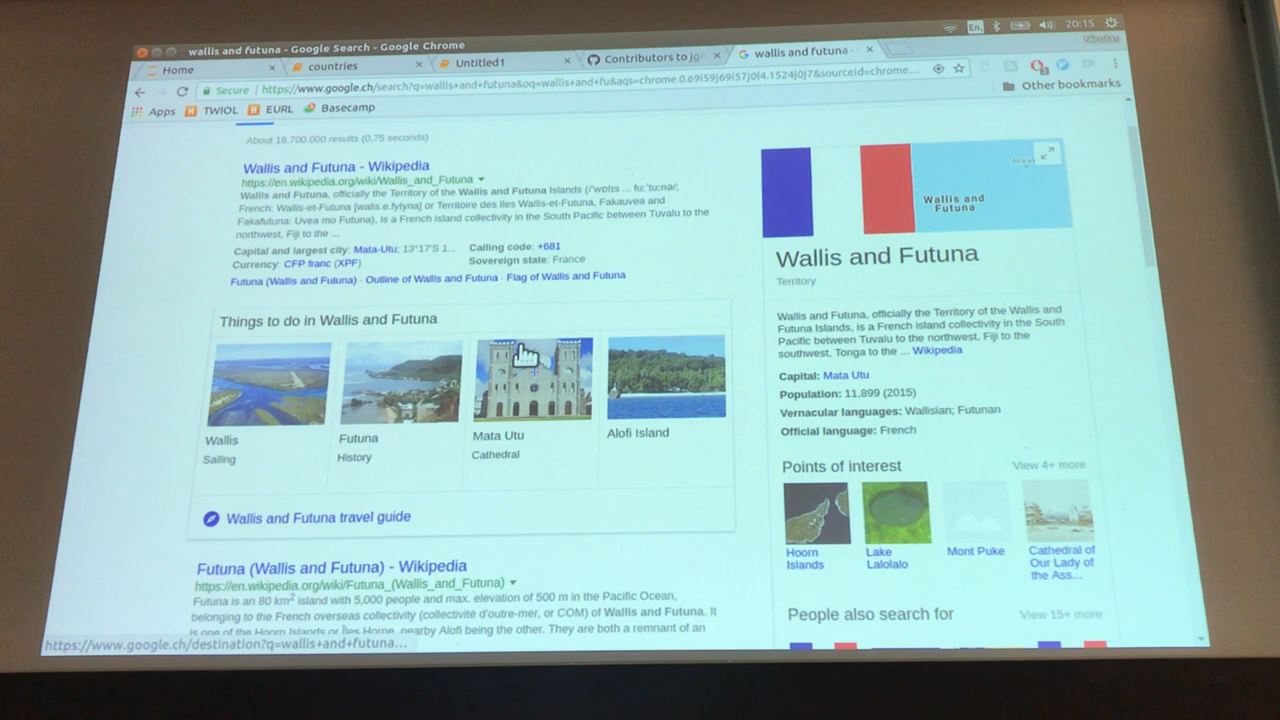 wallis and futuna - Google Search - Google Chrome
En
20:15
Home
countries
Untitled1
Contributors to jgr
wallis and futuna -
Nicolas
Secure
https://www.google.ch/search?q=wallis+and+futuna&oq=wallis+and+fu&aqs=chrome.0.69i59j69i57j0l4.1524j0j7&sourceid=chrome...
Apps
TWIOL
EURL
Basecamp
Other bookmarks
About 16.700.000 results (0,75 seconds)
Wallis and Futuna - Wikipedia
https://en.wikipedia.org/wiki/Wallis_and_Futuna
Wallis and Futuna, officially the Territory of the Wallis and Futuna Islands (/ˈwɒlɪs ... fuːˈtuːnə/;
French: Wallis-et-Futuna [walis.e.fytyna] or Territoire des îles Wallis-et-Futuna, Fakauvea and
Fakafutuna: Uvea mo Futuna), is a French island collectivity in the South Pacific between Tuvalu to the
northwest, Fiji to the ...
Capital and largest city: Mata-Utu; 13°17'S 1...
Calling code: +681
Currency: CFP franc (XPF)
Sovereign state: France
Futuna (Wallis and Futuna) · Outline of Wallis and Futuna · Flag of Wallis and Futuna
Things to do in Wallis and Futuna
Wallis
Sailing
Futuna
History
Mata Utu
Cathedral
Alofi Island
Wallis and Futuna travel guide
Futuna (Wallis and Futuna) - Wikipedia
https://en.wikipedia.org/wiki/Futuna_(Wallis_and_Futuna)
Futuna is an 80 km² island with 5,000 people and max. elevation of 500 m in the Pacific Ocean,
belonging to the French overseas collectivity (collectivité d'outre-mer, or COM) of Wallis and Futuna. It
is one of the Hoorn Islands or Îles Horne, nearby Alofi being the other. They are both a remnant of an
https://www.google.ch/destination?q=wallis+and+futuna...
Wallis and
Futuna
Wallis and Futuna
Territory
Wallis and Futuna, officially the Territory of the Wallis and
Futuna Islands, is a French island collectivity in the South
Pacific between Tuvalu to the northwest, Fiji to the
southwest, Tonga to the ... Wikipedia
Capital: Mata Utu
Population: 11,899 (2015)
Vernacular languages: Wallisian; Futunan
Official language: French
Points of interest
View 4+ more
Hoorn
Islands
Lake
Lalolalo
Mont Puke
Cathedral of
Our Lady of
the Ass...
People also search for
View 15+ more